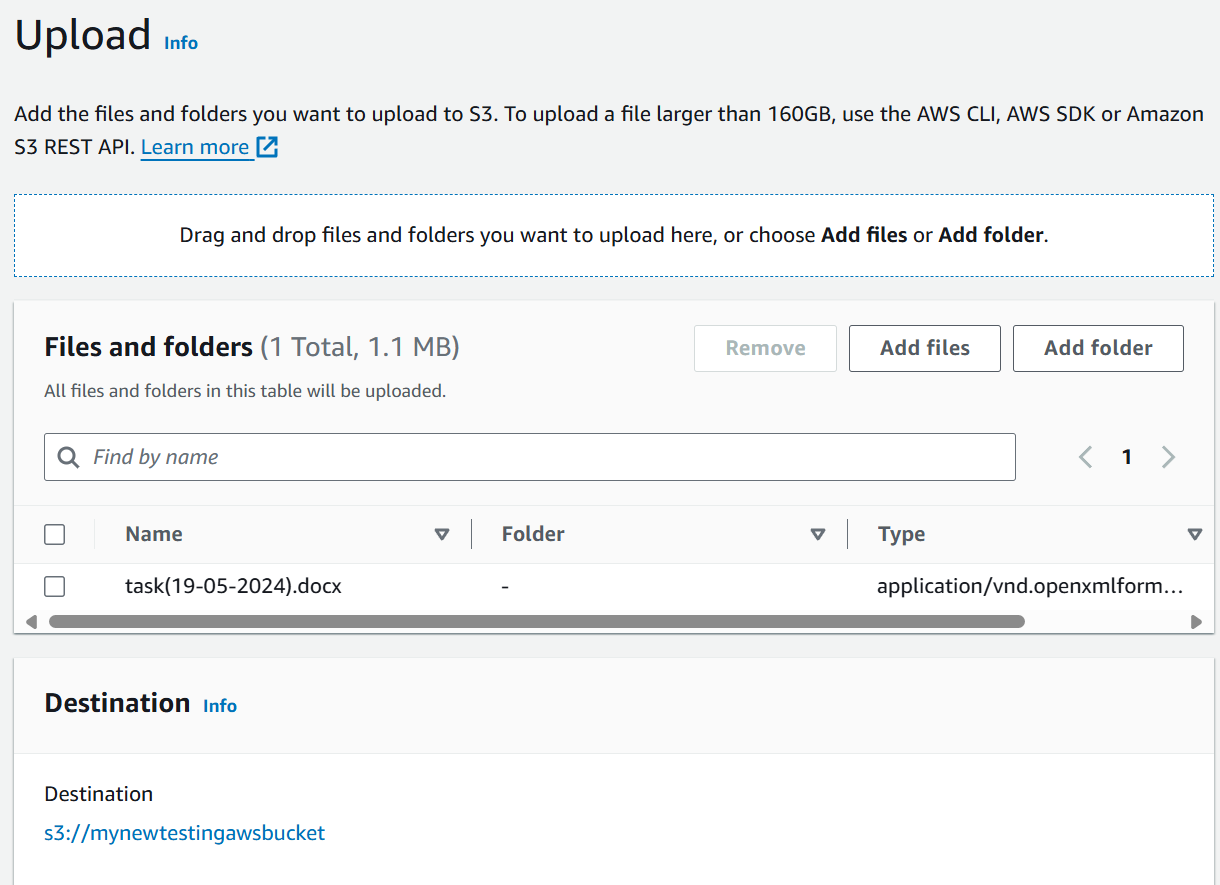 Upload Info
Add the files and folders you want to upload to S3. To upload a file larger than 160GB, use the AWS CLI, AWS SDK or Amazon
S3 REST API. Learn more
Drag and drop files and folders you want to upload here, or choose Add files or Add folder.
Files and folders (1 Total, 1.1 MB) Remove Add files Add folder
All files and folders in this table will be uploaded.
Find by name 1
Name Folder Type
task(19-05-2024).docx - application/vnd.openxmlform...
Destination Info
Destination
s3://mynewtestingawsbucket